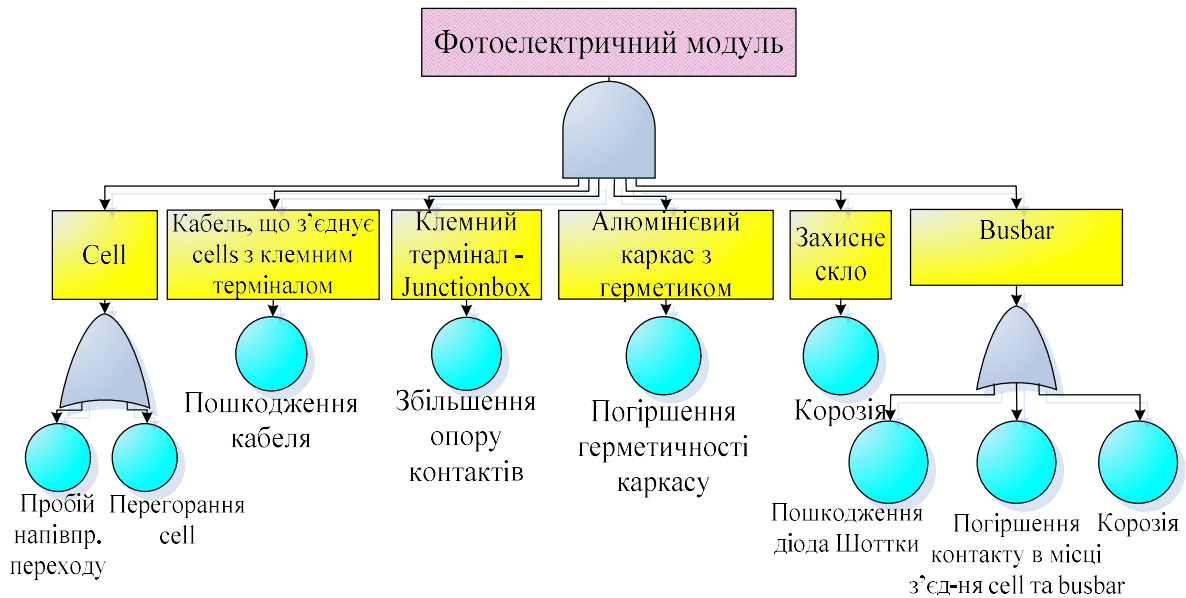 Фотоелектричний модуль
Cell
Кабель, що з’єднує
cells з клемним
терміналом
Клемний
термінал -
Junctionbox
Алюмінієвий
каркас з
герметиком
Захисне
скло
Busbar
Пошкодження
кабеля
Збільшення
опору
контактів
Погіршення
герметичності
каркасу
Корозія
Пробій
напівпр.
переходу
Перегорання
cell
Пошкодження
діода Шоттки
Погіршення
контакту в місці
з’єд-ня cell та busbar
Корозія